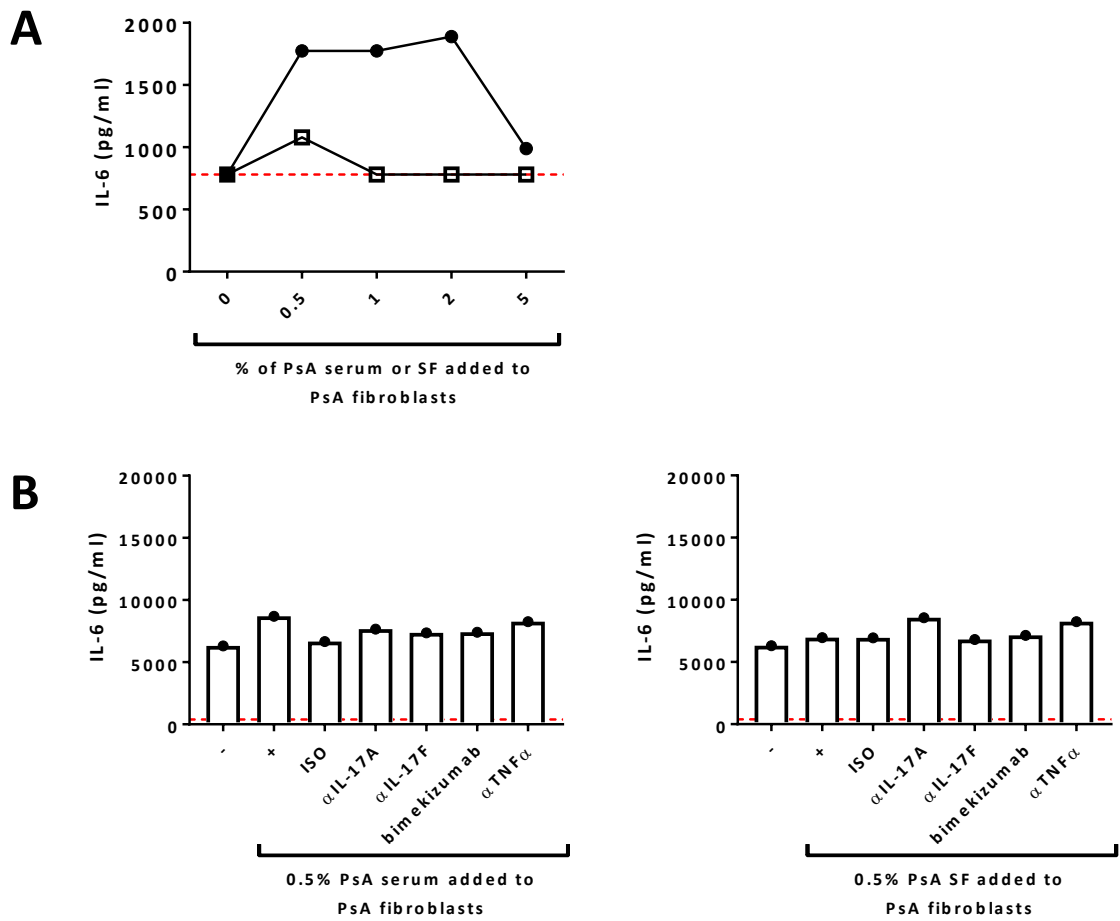 A
IL-6 (pg/ml)
2000
1500
1000
500
0
0
0.5
1
2
5
% of PsA serum or SF added to
PsA fibroblasts
B
IL-6 (pg/ml)
20000
15000
10000
5000
0
-
+
ISO
αIL-17A
αIL-17F
bimekizumab
αTNFα
0.5% PsA serum added to
PsA fibroblasts
IL-6 (pg/ml)
20000
15000
10000
5000
0
-
+
ISO
αIL-17A
αIL-17F
bimekizumab
αTNFα
0.5% PsA SF added to
PsA fibroblasts